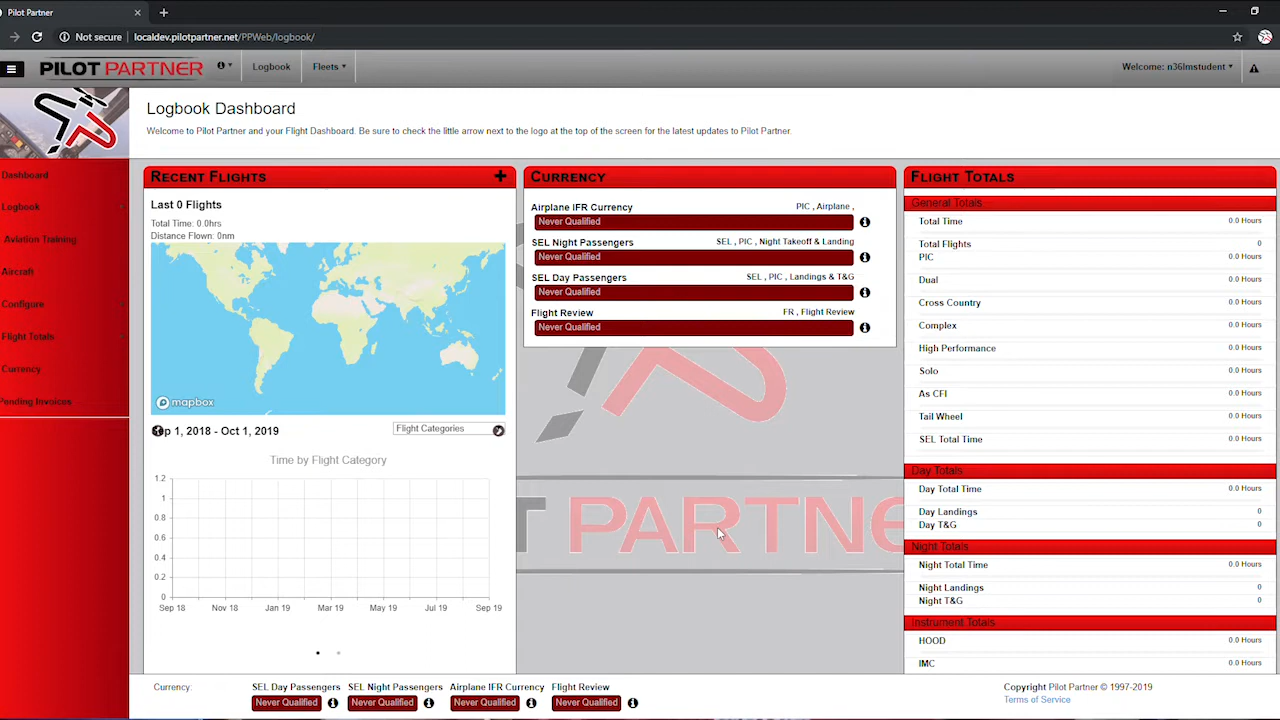 Pilot Partner
Not secure localdev.pilotpartner.net/PPWeb/logbook/
PILOT PARTNER
Logbook
Fleets
Welcome: n36lmstudent
Logbook Dashboard
Welcome to Pilot Partner and your Flight Dashboard. Be sure to check the little arrow next to the logo at the top of the screen for the latest updates to Pilot Partner.
Dashboard
Logbook
Aviation Training
Aircraft
Configure
Flight Totals
Currency
Pending Invoices
RECENT FLIGHTS
Last 0 Flights
Total Time: 0.0hrs
Distance Flown: 0nm
mapbox
p 1, 2018 - Oct 1, 2019
Flight Categories
Time by Flight Category
1.2
1
0.8
0.6
0.4
0.2
0
Sep 18 Nov 18 Jan 19 Mar 19 May 19 Jul 19 Sep 19
CURRENCY
Airplane IFR Currency PIC , Airplane ,
Never Qualified
SEL Night Passengers SEL , PIC , Night Takeoff & Landing
Never Qualified
SEL Day Passengers SEL , PIC , Landings & T&G
Never Qualified
Flight Review FR , Flight Review
Never Qualified
T PARTNE
FLIGHT TOTALS
General Totals
Total Time 0.0 Hours
Total Flights 0
PIC 0.0 Hours
Dual 0.0 Hours
Cross Country 0.0 Hours
Complex 0.0 Hours
High Performance 0.0 Hours
Solo 0.0 Hours
As CFI 0.0 Hours
Tail Wheel 0.0 Hours
SEL Total Time 0.0 Hours
Day Totals
Day Total Time 0.0 Hours
Day Landings 0
Day T&G 0
Night Totals
Night Total Time 0.0 Hours
Night Landings 0
Night T&G 0
Instrument Totals
HOOD 0.0 Hours
IMC 0.0 Hours
Currency:
SEL Day Passengers SEL Night Passengers Airplane IFR Currency Flight Review
Never Qualified Never Qualified Never Qualified Never Qualified
Copyright Pilot Partner © 1997-2019
Terms of Service